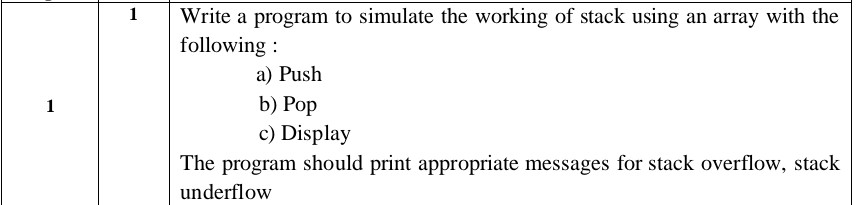 1
1
Write a program to simulate the working of stack using an array with the
following :
a) Push
b) Pop
c) Display
The program should print appropriate messages for stack overflow, stack
underflow